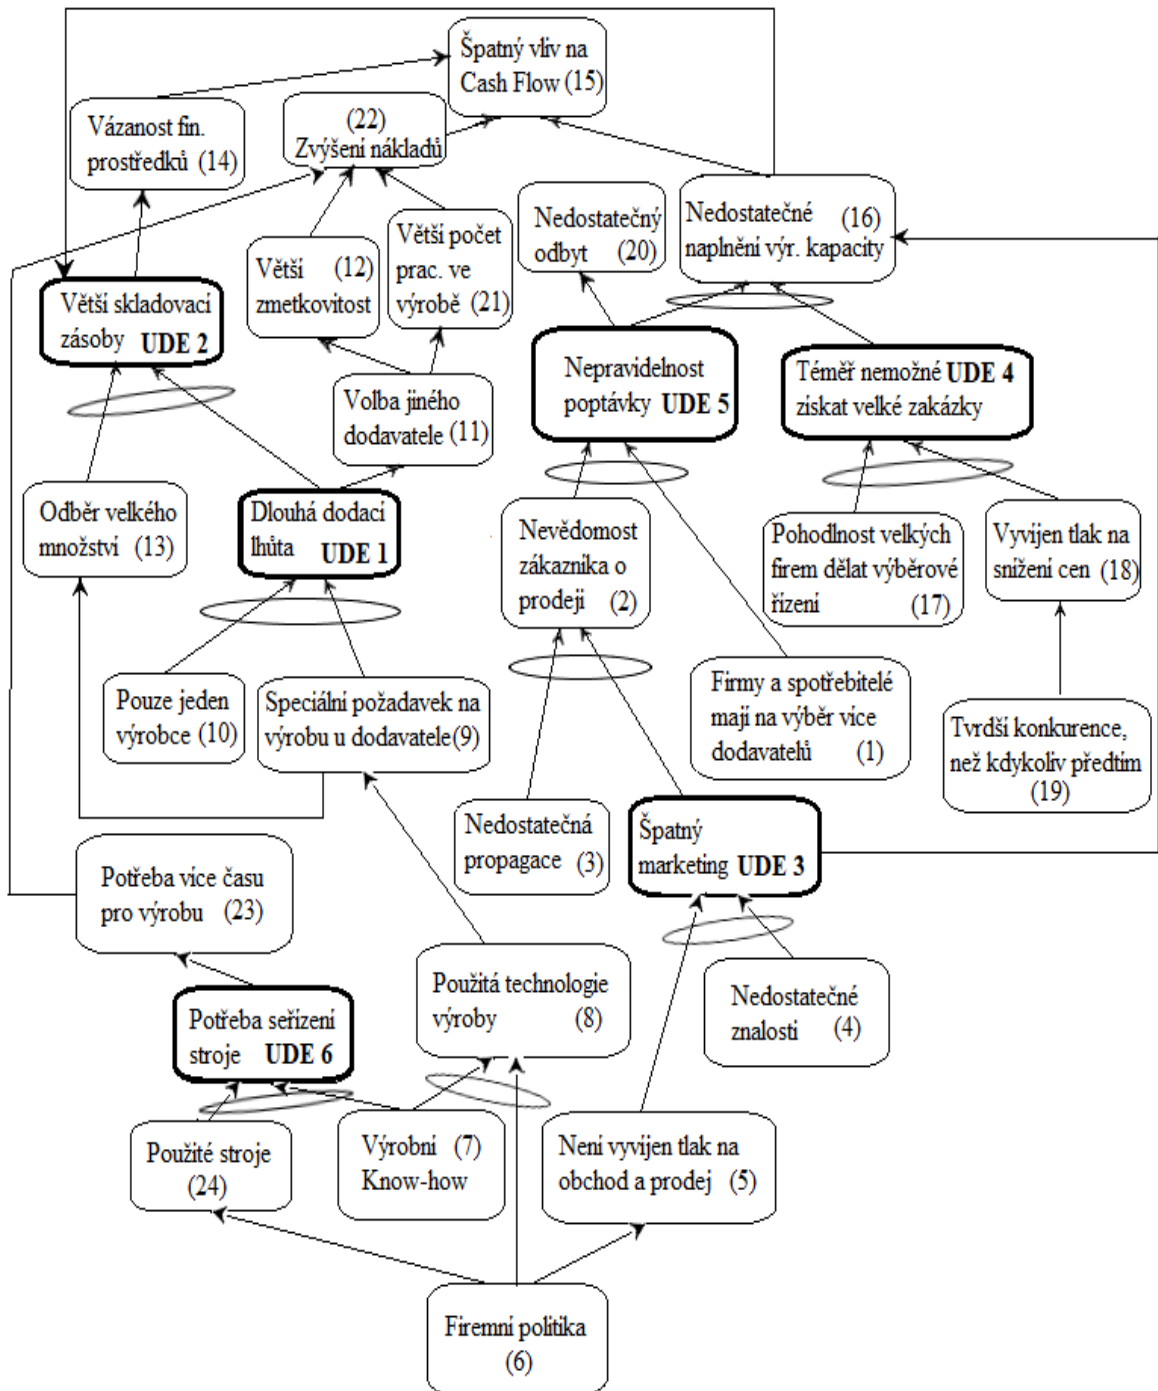 Špatný vliv na
Cash Flow (15)
Vázanost fin.
prostředků (14)
(22)
Zvýšení nákladů
Nedostatečný
odbyt (20)
Nedostatečné (16)
naplnění výr. kapacity
Větší (12)
zmetkovitost
Větší počet
prac. ve
výrobě (21)
Větší skladovací
zásoby UDE 2
Nepravidelnost
poptávky UDE 5
Téměř nemožné UDE 4
získat velké zakázky
Volba jiného
dodavatele (11)
Odběr velkého
množství (13)
Dlouhá dodací
lhůta UDE 1
Nevědomost
zákazníka o
prodeji (2)
Pohodlnost velkých
firem dělat výběrové
řízení (17)
Vyvíjen tlak na
snížení cen (18)
Pouze jeden
výrobce (10)
Speciální požadavek na
výrobu u dodavatele (9)
Firmy a spotřebitelé
mají na výběr více
dodavatelů (1)
Tvrdší konkurence,
než kdykoliv předtím
(19)
Nedostatečná
propagace (3)
Špatný
marketing UDE 3
Potřeba více času
pro výrobu (23)
Použitá technologie
výroby (8)
Nedostatečné
znalosti (4)
Potřeba seřízení
stroje UDE 6
Použité stroje
(24)
Výrobní (7)
Know-how
Není vyvíjen tlak na
obchod a prodej (5)
Firemní politika
(6)